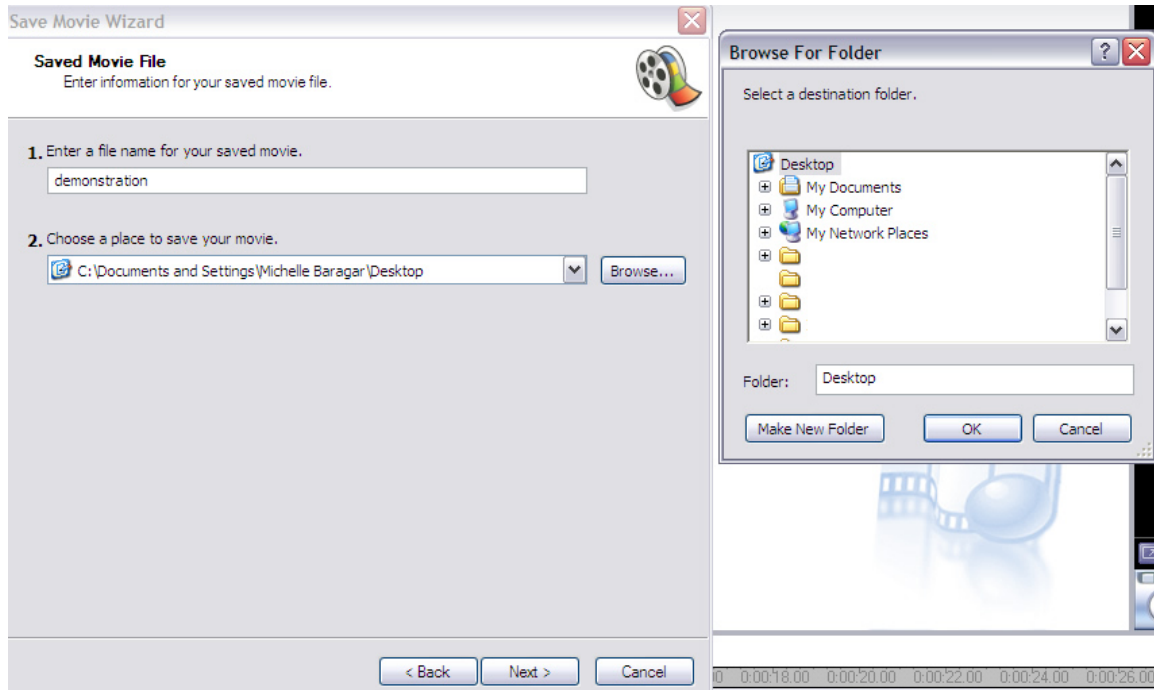 Save Movie Wizard
Saved Movie File
Enter information for your saved movie file.
1. Enter a file name for your saved movie.
demonstration
2. Choose a place to save your movie.
C:\Documents and Settings\Michelle Baragar\Desktop
Browse...
< Back
Next >
Cancel
Browse For Folder
?
Select a destination folder.
Desktop
My Documents
My Computer
My Network Places
Folder:
Desktop
Make New Folder
OK
Cancel
0:00:18.00 0:00:20.00 0:00:22.00 0:00:24.00 0:00:26.00